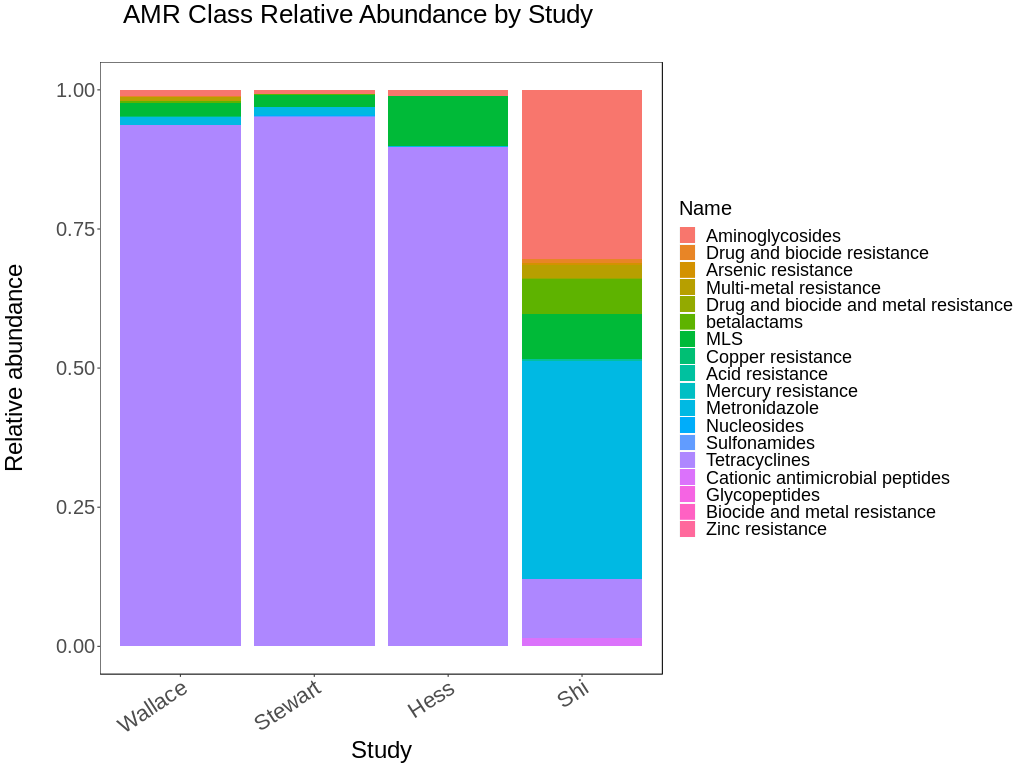 AMR Class Relative Abundance by Study
Relative abundance
1.00
0.75
0.50
0.25
0.00
Wallace
Stewart
Hess
Shi
Study
Name
Aminoglycosides
Drug and biocide resistance
Arsenic resistance
Multi-metal resistance
Drug and biocide and metal resistance
betalactams
MLS
Copper resistance
Acid resistance
Mercury resistance
Metronidazole
Nucleosides
Sulfonamides
Tetracyclines
Cationic antimicrobial peptides
Glycopeptides
Biocide and metal resistance
Zinc resistance